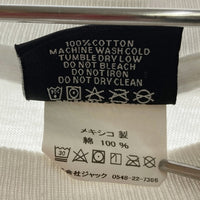 100%COTTON
MACHINE WASH COLD
TUMBLE DRY LOW
DO NOT BLEACH
DO NOT IRON
DO NOT DRY CLEAN
メキシコ 製
綿 100 %
式会社ジャック 0548-22-7366